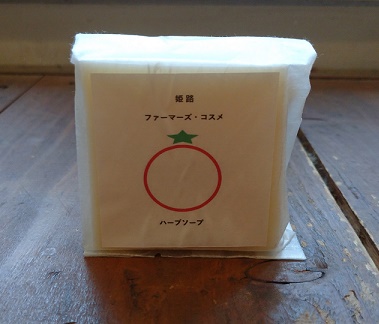 姫路
ファーマーズ・コスメ
ハーブソープ